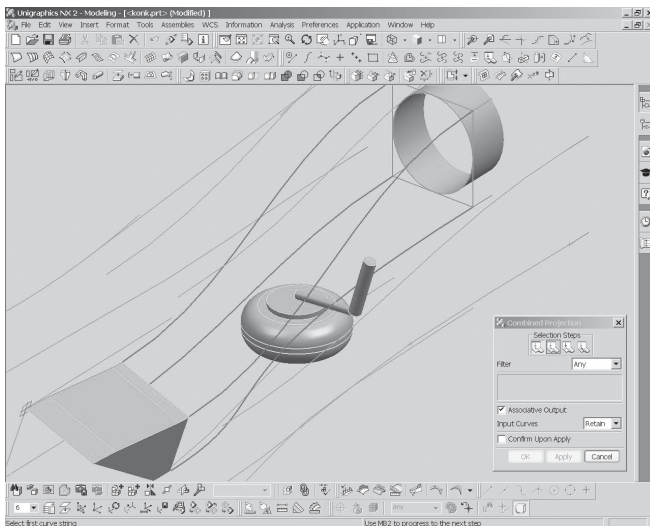 Unigraphics NX 2 - Modeling - [<konk.prt> (Modified) ]
File Edit View Insert Format Tools Assemblies WCS Information Analysis Preferences Application Window Help
Combined Projection
Selection Steps
Filter Any
Associative Output
Input Curves Retain
Confirm Upon Apply
OK Apply Cancel
Any
6
Select first curve string Use MB2 to progress to the next step